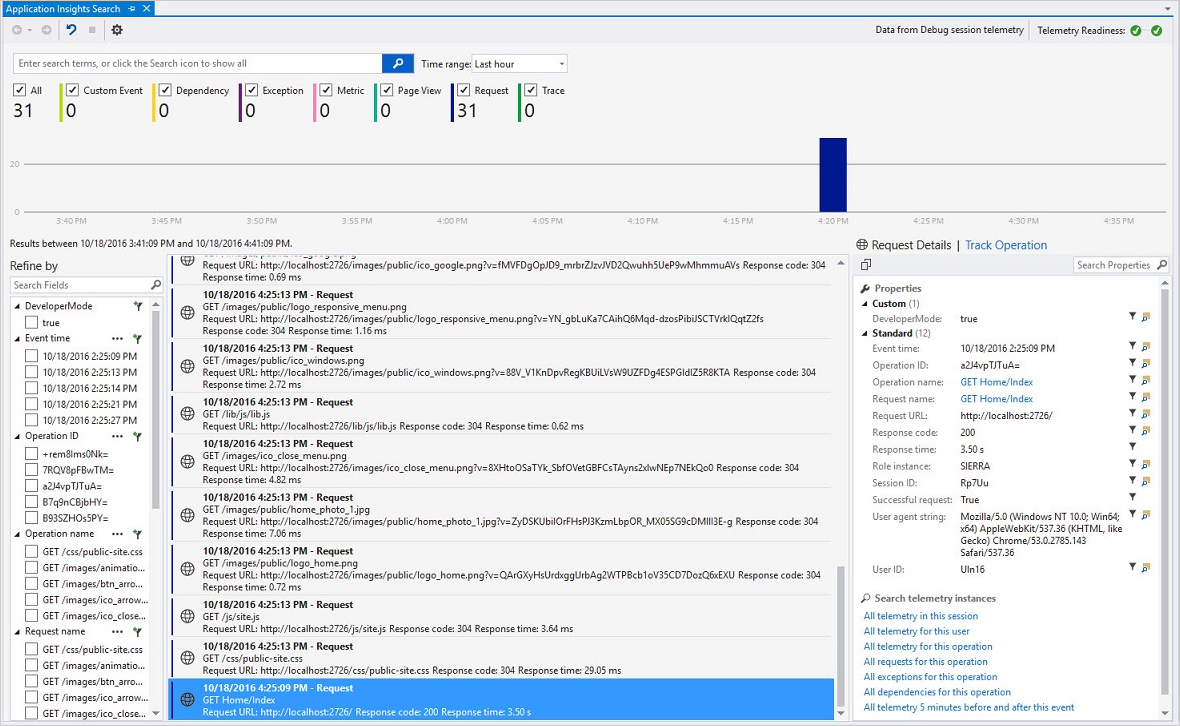 Application Insights Search
Data from Debug session telemetry
Telemetry Readiness:
Enter search terms, or click the Search icon to show all
Time range: Last hour
All
31
Custom Event
0
Dependency
0
Exception
0
Metric
0
Page View
0
Request
31
Trace
0
20
0
3:40 PM 3:45 PM 3:50 PM 3:55 PM 4:00 PM 4:05 PM 4:10 PM 4:15 PM 4:20 PM 4:25 PM 4:30 PM 4:35 PM
Results between 10/18/2016 3:41:09 PM and 10/18/2016 4:41:09 PM.
Refine by
Search Fields
DeveloperMode
true
Event time
10/18/2016 2:25:09 PM
10/18/2016 2:25:13 PM
10/18/2016 2:25:14 PM
10/18/2016 2:25:21 PM
10/18/2016 2:25:27 PM
Operation ID
+rem8Ims0Nk=
7RQV8pFBwTM=
a2J4vpTJTuA=
B7q9nCBjbHY=
B93SZHOs5PY=
Operation name
GET /css/public-site.css
GET /images/animatio...
GET /images/btn_arro...
GET /images/ico_arrow...
GET /images/ico_close...
Request name
GET /css/public-site.css
GET /images/animatio...
GET /images/btn_arro...
GET /images/ico_arrow...
GET /images/ico_close...
Request URL: http://localhost:2726/images/public/ico_google.png?v=fMVFDgOpJD9_mrbrZJzvJVD2Qwuhh5UeP9wMhmmuAVs Response code: 304
Response time: 0.69 ms
10/18/2016 4:25:13 PM - Request
GET /images/public/logo_responsive_menu.png
Request URL: http://localhost:2726/images/public/logo_responsive_menu.png?v=YN_gbLuKa7CAihQ6Mqd-dzosPibiJSCTVrkIQqtZ2fs
Response code: 304 Response time: 1.16 ms
10/18/2016 4:25:13 PM - Request
GET /images/public/ico_windows.png
Request URL: http://localhost:2726/images/public/ico_windows.png?v=88V_V1KnDpvRegKBUiLVsW9UZFDg4ESPGIdIZ5R8KTA Response code: 304
Response time: 2.72 ms
10/18/2016 4:25:13 PM - Request
GET /lib/js/lib.js
Request URL: http://localhost:2726/lib/js/lib.js Response code: 304 Response time: 0.62 ms
10/18/2016 4:25:13 PM - Request
GET /images/ico_close_menu.png
Request URL: http://localhost:2726/images/ico_close_menu.png?v=8XHtoOSaTYk_SbfOVetGBFCsTAyns2xIwNEp7NEkQo0 Response code: 304
Response time: 4.82 ms
10/18/2016 4:25:13 PM - Request
GET /images/public/home_photo_1.jpg
Request URL: http://localhost:2726/images/public/home_photo_1.jpg?v=ZyDSKUbiIOrFHsPJ3KzmLbpOR_MX05SG9cDMIII3E-g Response code: 304
Response time: 7.06 ms
10/18/2016 4:25:13 PM - Request
GET /images/public/logo_home.png
Request URL: http://localhost:2726/images/public/logo_home.png?v=QArGXyHsUrdxggUrbAg2WTPBcb1oV35CD7DozQ6xEXU Response code: 304
Response time: 0.72 ms
10/18/2016 4:25:13 PM - Request
GET /js/site.js
Request URL: http://localhost:2726/js/site.js Response code: 304 Response time: 3.64 ms
10/18/2016 4:25:13 PM - Request
GET /css/public-site.css
Request URL: http://localhost:2726/css/public-site.css Response code: 304 Response time: 29.05 ms
10/18/2016 4:25:09 PM - Request
GET Home/Index
Request URL: http://localhost:2726/ Response code: 200 Response time: 3.50 s
Request Details | Track Operation
Search Properties
Properties
Custom (1)
DeveloperMode: true
Standard (12)
Event time: 10/18/2016 2:25:09 PM
Operation ID: a2J4vpTJTuA=
Operation name: GET Home/Index
Request name: GET Home/Index
Request URL: http://localhost:2726/
Response code: 200
Response time: 3.50 s
Role instance: SIERRA
Session ID: Rp7Uu
Successful request: True
User agent string: Mozilla/5.0 (Windows NT 10.0; Win64;
x64) AppleWebKit/537.36 (KHTML, like
Gecko) Chrome/53.0.2785.143
Safari/537.36
User ID: UIn16
Search telemetry instances
All telemetry in this session
All telemetry for this user
All telemetry for this operation
All requests for this operation
All exceptions for this operation
All dependencies for this operation
All telemetry 5 minutes before and after this event